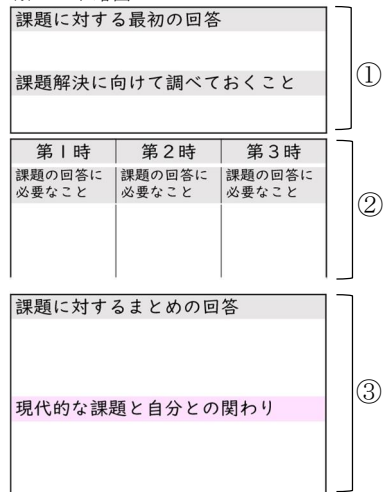 課題に対する最初の回答
課題解決に向けて調べておくこと
①
第1時 第2時 第3時
課題の回答に 課題の回答に 課題の回答に
必要なこと 必要なこと 必要なこと
②
課題に対するまとめの回答
現代的な課題と自分との関わり
③